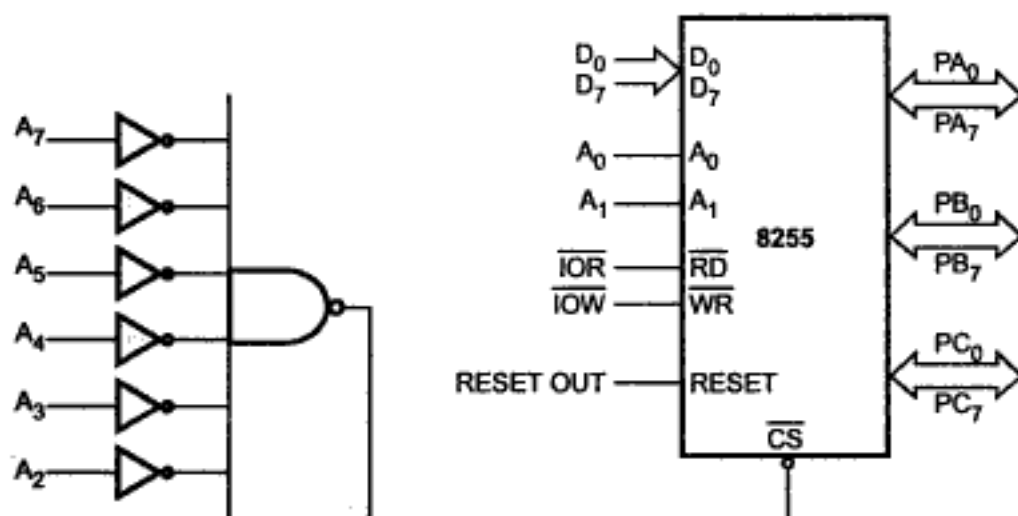 A7
A6
A5
A4
A3
A2
D0
D7
A0
A1
IOR
IOW
RESET OUT
D0
D7
A0
A1
8255
RD
WR
RESET
CS
PA0
PA7
PB0
PB7
PC0
PC7